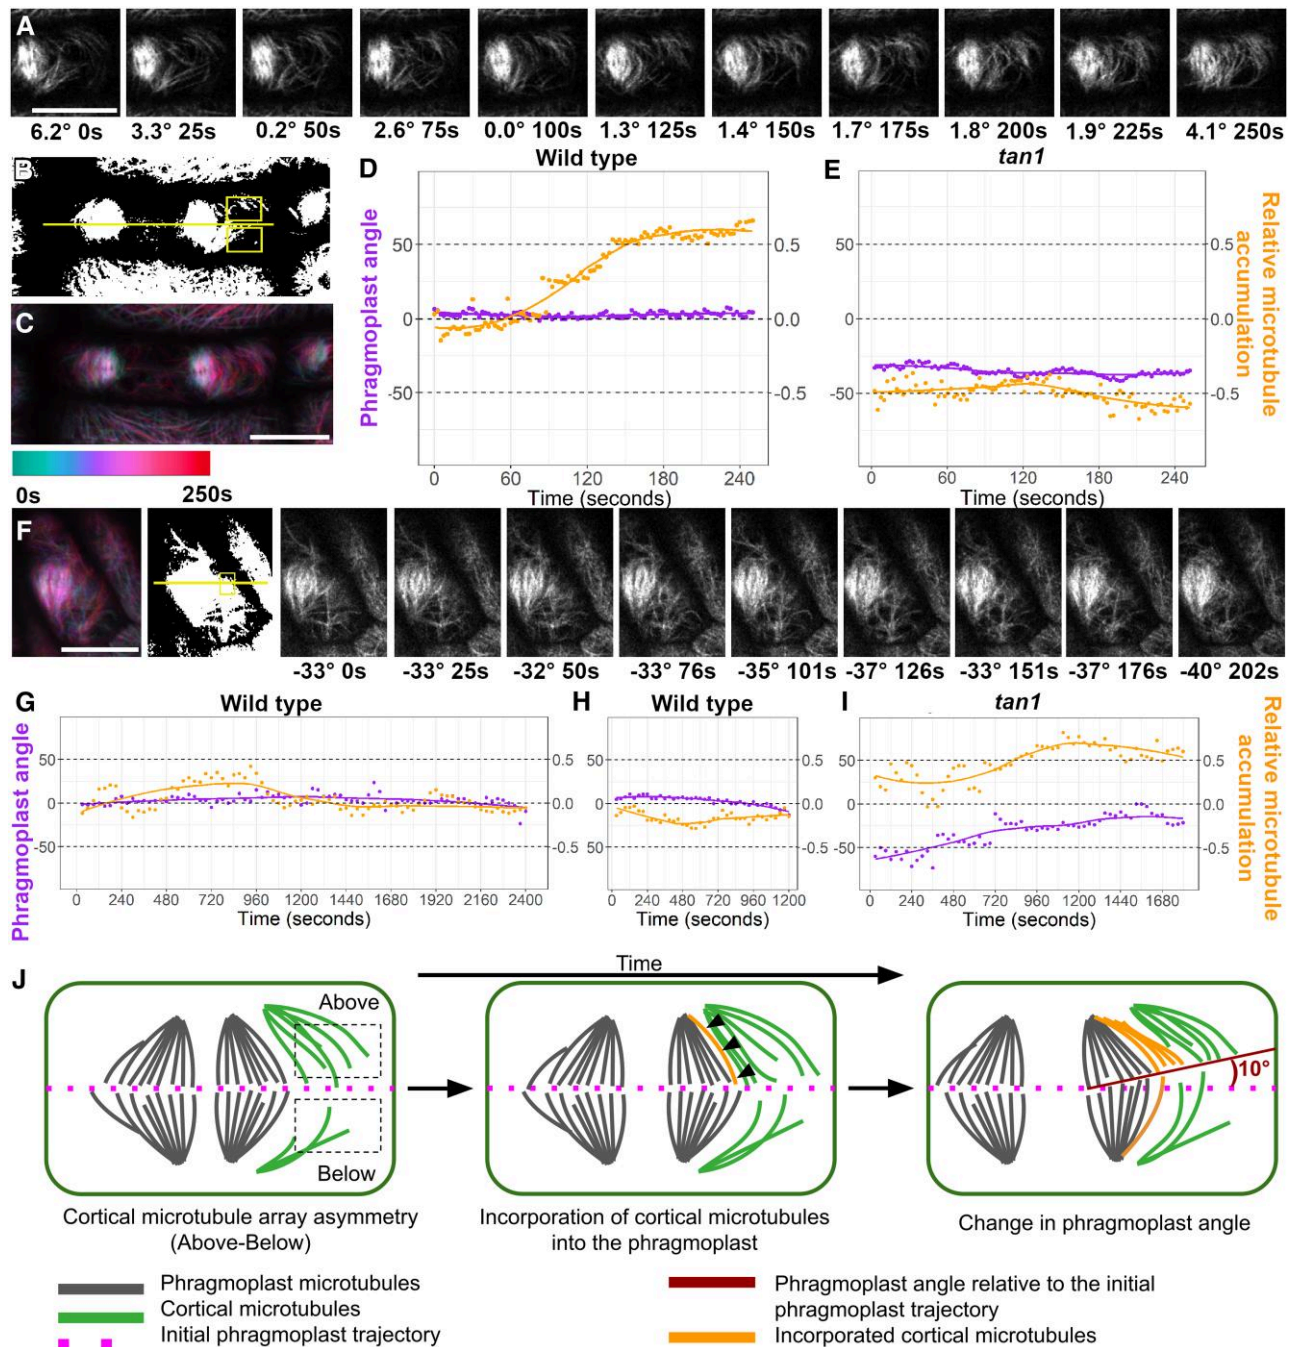 A
6.2° 0s 3.3° 25s 0.2° 50s 2.6° 75s 0.0° 100s 1.3° 125s 1.4° 150s 1.7° 175s 1.8° 200s 1.9° 225s 4.1° 250s
B
C
0s 250s
D
Wild type
Phragmoplast angle
50
0
-50
0.5
0.0
-0.5
0 60 120 180 240
Time (seconds)
E
tan1
50
0
-50
0.5
0.0
-0.5
Relative microtubule
accumulation
0 60 120 180 240
Time (seconds)
F
-33° 0s -33° 25s -32° 50s -33° 76s -35° 101s -37° 126s -33° 151s -37° 176s -40° 202s
G
Wild type
Phragmoplast angle
50
0
-50
0.5
0.0
-0.5
0 240 480 720 960 1200 1440 1680 1920 2160 2400
Time (seconds)
H
Wild type
50
0
50
0.5
0.0
-0.5
0 240 480 720 960 1200
Time (seconds)
I
tan1
50
0
-50
0.5
0.0
-0.5
Relative microtubule
accumulation
0 240 480 720 960 1200 1440 1680
Time (seconds)
J
Time
Above
Below
10°
Cortical microtubule array asymmetry
(Above-Below)
Incorporation of cortical microtubules
into the phragmoplast
Change in phragmoplast angle
Phragmoplast microtubules
Cortical microtubules
Initial phragmoplast trajectory
Phragmoplast angle relative to the initial
phragmoplast trajectory
Incorporated cortical microtubules